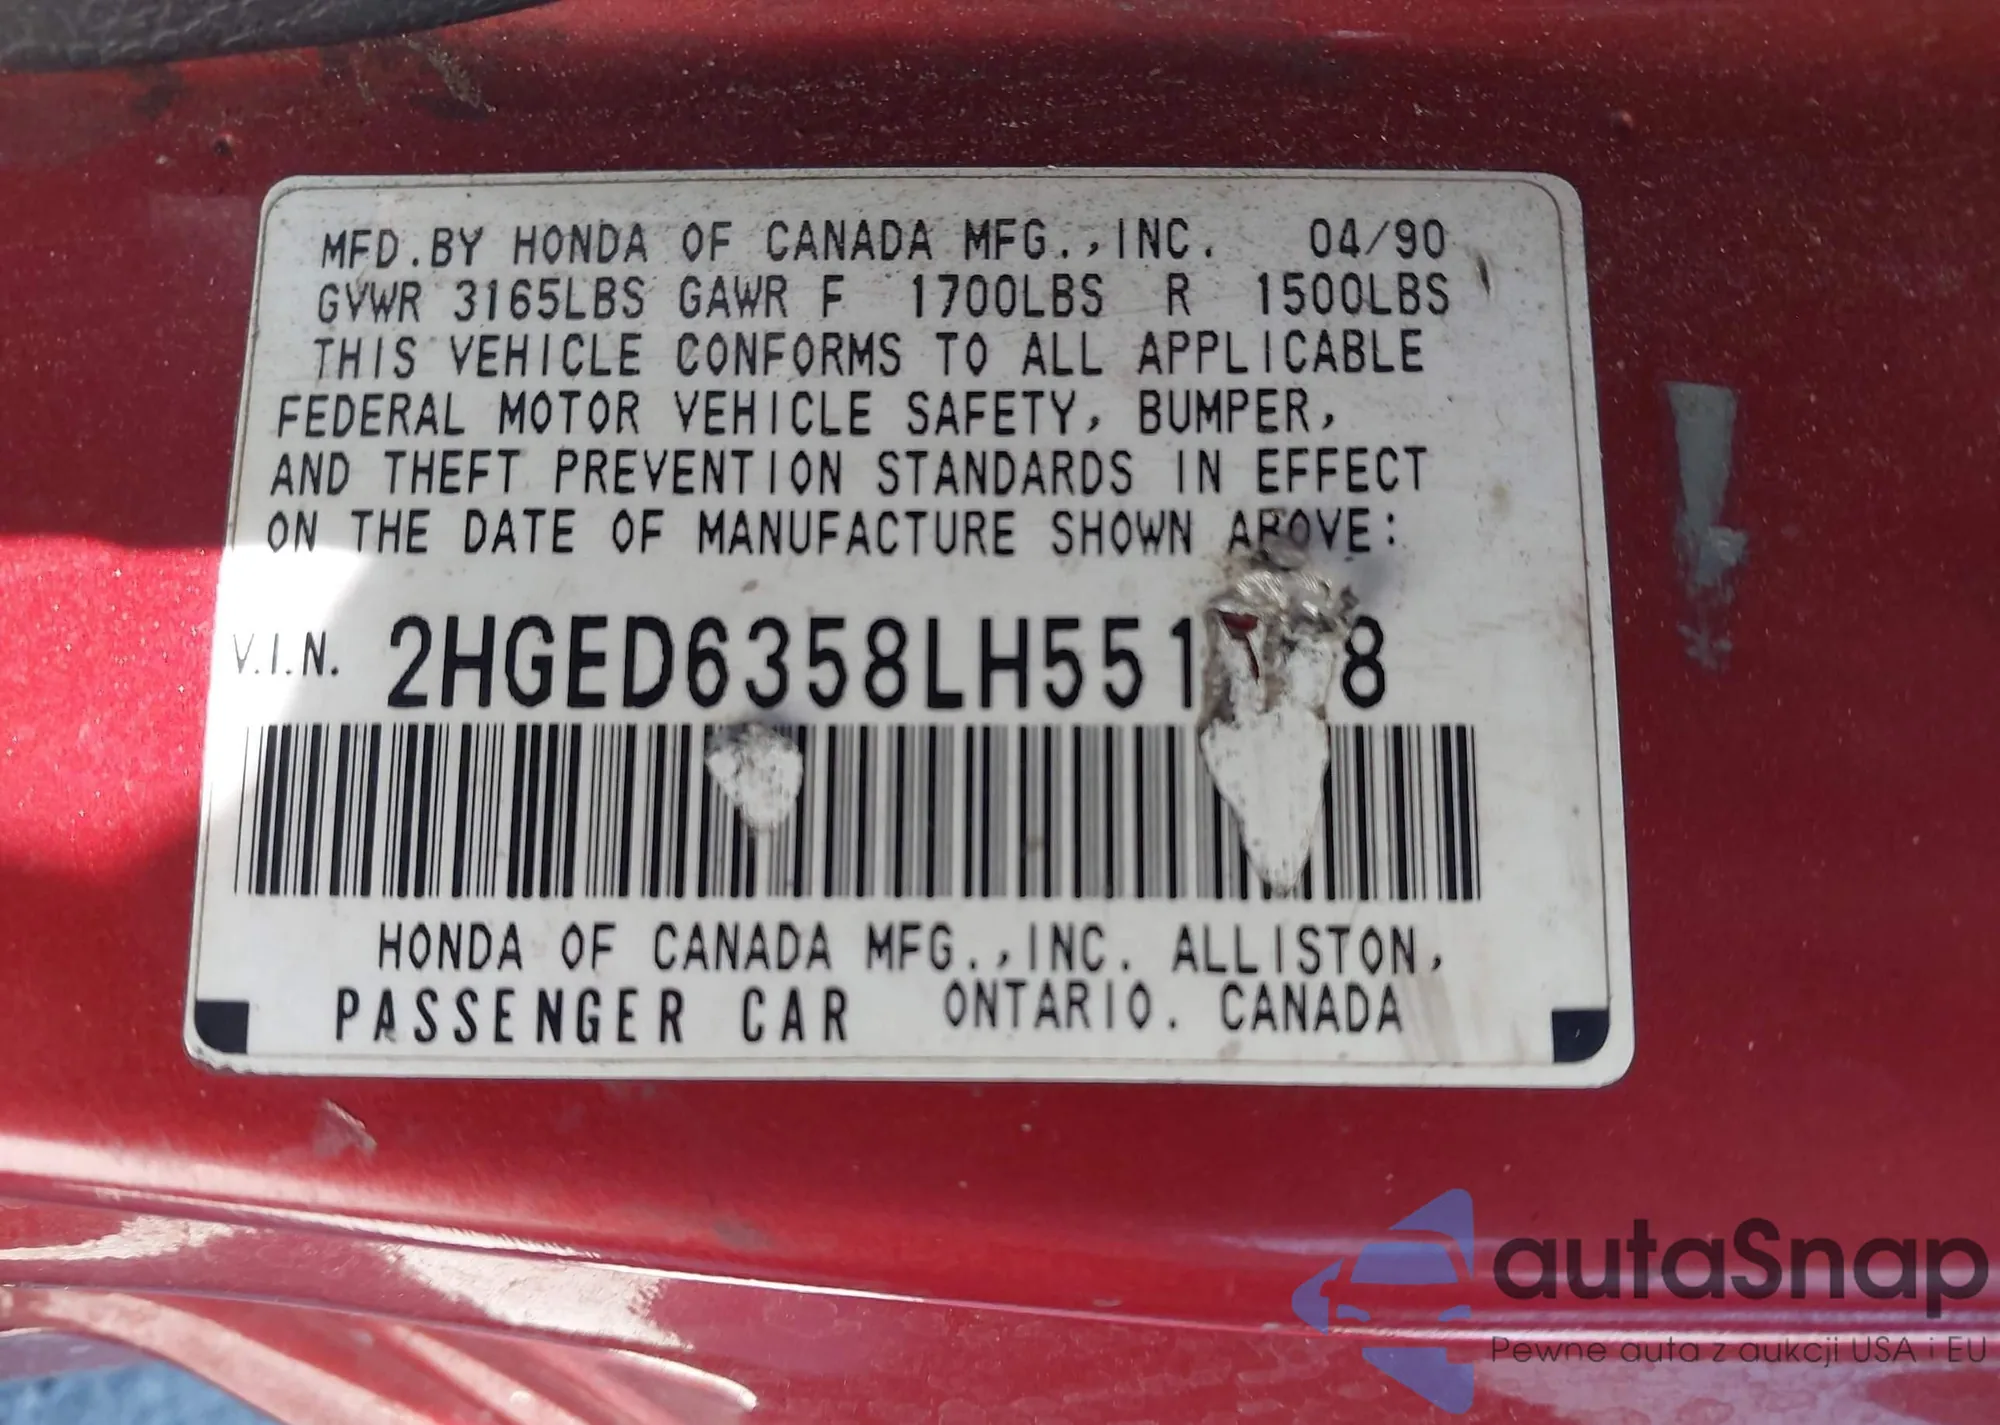 MFD.BY HONDA OF CANADA MFG.,INC. 04/90
GVWR 3165LBS GAWR F 1700LBS R 1500LBS
THIS VEHICLE CONFORMS TO ALL APPLICABLE
FEDERAL MOTOR VEHICLE SAFETY, BUMPER,
AND THEFT PREVENTION STANDARDS IN EFFECT
ON THE DATE OF MANUFACTURE SHOWN ABOVE:
V.I.N.
HONDA OF CANADA MFG.,INC. ALLISTON,
PASSENGER CAR ONTARIO. CANADA
autaSnap
Pewne auta z aukcji USA i EU